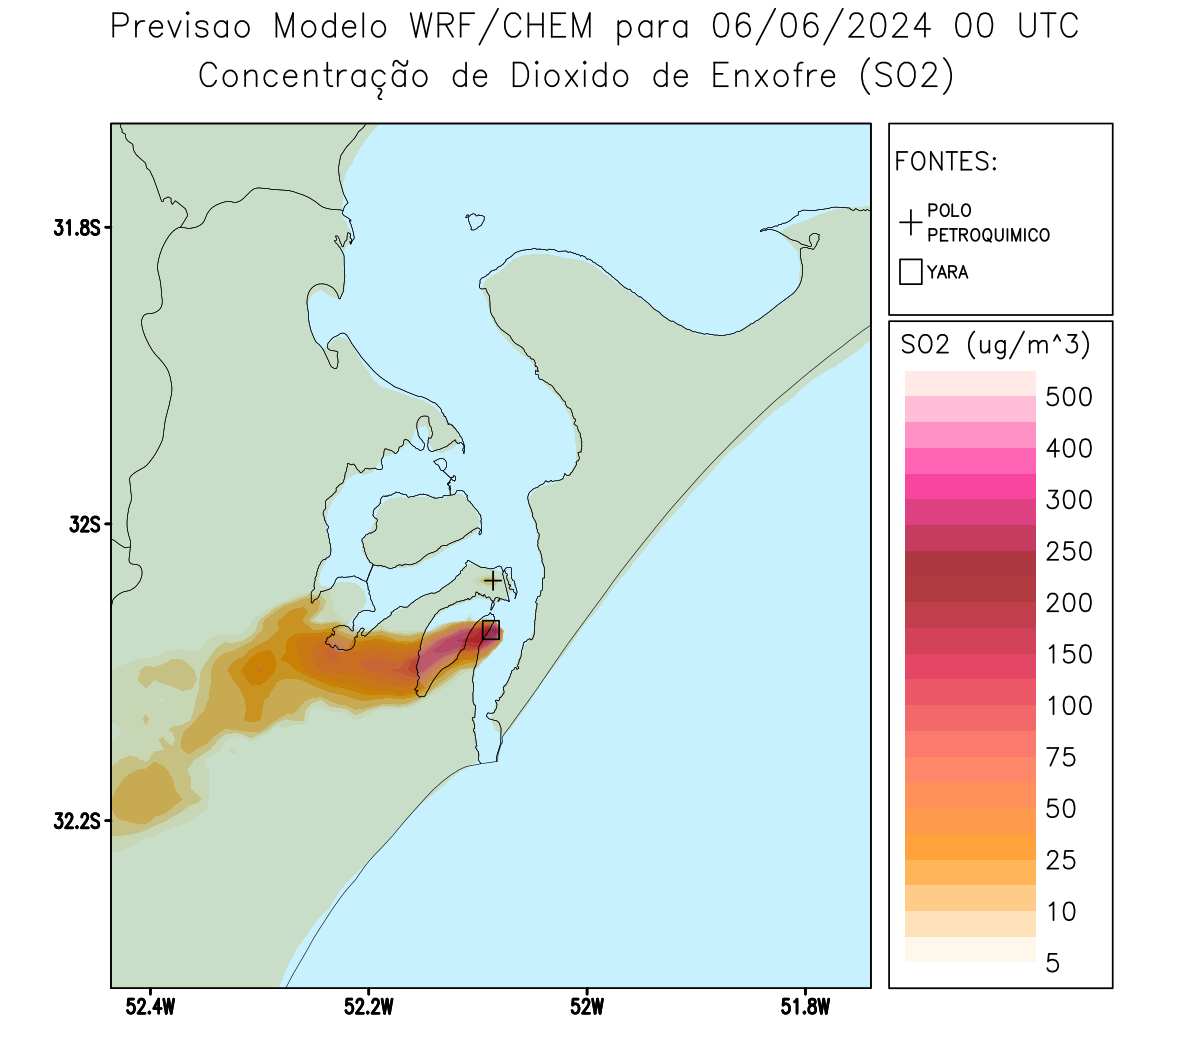 Previsao Modelo WRF/CHEM para 06/06/2024 00 UTC
Concentração de Dioxido de Enxofre (SO2)
FONTES:
POLO
PETROQUIMICO
YARA
SO2 (ug/m^3)
500
400
300
250
200
150
100
75
50
25
10
5
31.8S
32S
32.2S
52.4W
52.2W
52W
51.8W